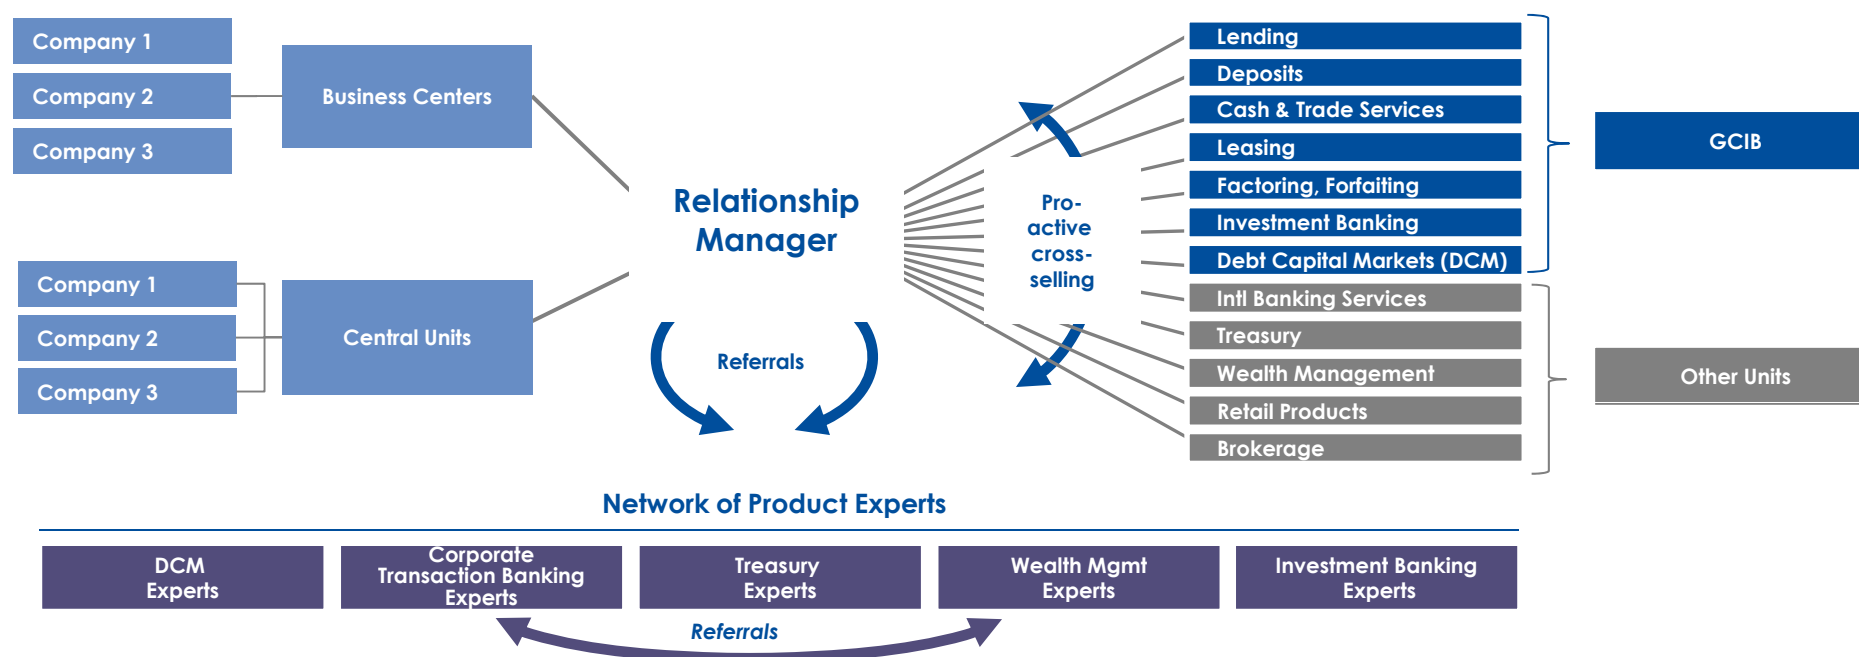 Company 1
Company 2
Company 3
Business Centers
Company 1
Company 2
Company 3
Central Units
Relationship
Manager
Referrals
Pro-
active
cross-
selling
Lending
Deposits
Cash & Trade Services
Leasing
Factoring, Forfaiting
Investment Banking
Debt Capital Markets (DCM)
Intl Banking Services
Treasury
Wealth Management
Retail Products
Brokerage
GCIB
Other Units
Network of Product Experts
DCM
Experts
Corporate
Transaction Banking
Experts
Treasury
Experts
Wealth Mgmt
Experts
Investment Banking
Experts
Referrals